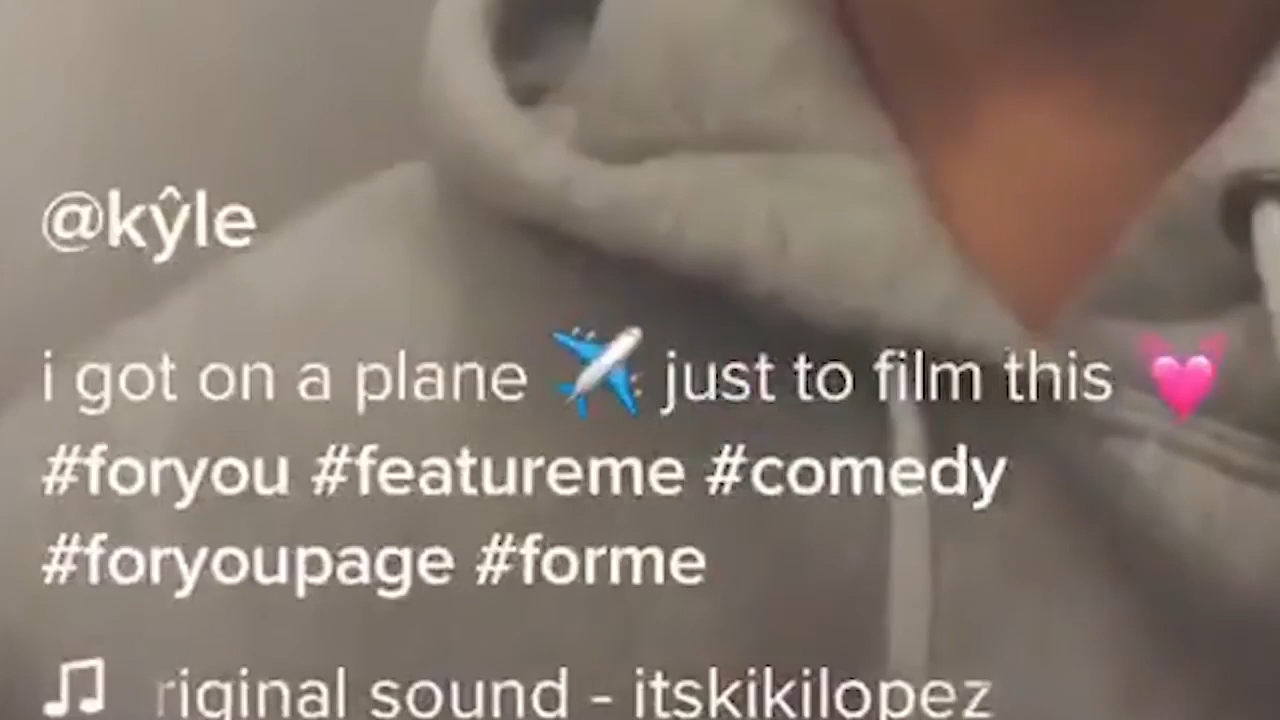 @kŷle
i got on a plane ✈️ just to film this 💓
#foryou #featureme #comedy
#foryoupage #forme
riginal sound - itskikilopez